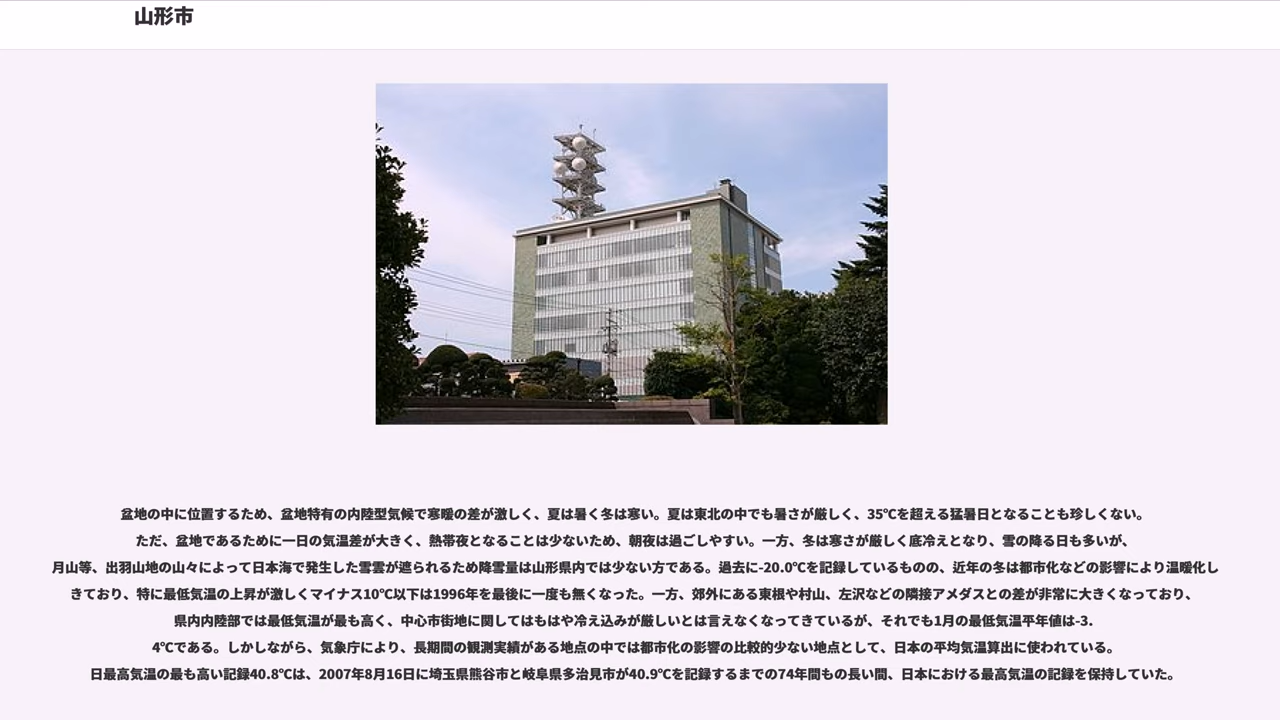 山形市
盆地の中に位置するため、盆地特有の内陸型気候で寒暖の差が激しく、夏は暑く冬は寒い。夏は東北の中でも暑さが厳しく、35℃を超える猛暑日となることも珍しくない。
ただ、盆地であるために一日の気温差が大きく、熱帯夜となることは少ないため、朝夜は過ごしやすい。一方、冬は寒さが厳しく底冷えとなり、雪の降る日も多いが、
月山等、出羽山地の山々によって日本海で発生した雪雲が遮られるため降雪量は山形県内では少ない方である。過去に-20.0℃を記録しているものの、近年の冬は都市化などの影響により温暖化し
きており、特に最低気温の上昇が激しくマイナス10℃以下は1996年を最後に一度も無くなった。一方、郊外にある東根や村山、左沢などの隣接アメダスとの差が非常に大きくなっており、
県内内陸部では最低気温が最も高く、中心市街地に関してはもはや冷え込みが厳しいとは言えなくなってきているが、それでも1月の最低気温平年値は-3.
4℃である。しかしながら、気象庁により、長期間の観測実績がある地点の中では都市化の影響の比較的少ない地点として、日本の平均気温算出に使われている。
日最高気温の最も高い記録40.8℃は、2007年8月16日に埼玉県熊谷市と岐阜県多治見市が40.9℃を記録するまでの74年間もの長い間、日本における最高気温の記録を保持していた。